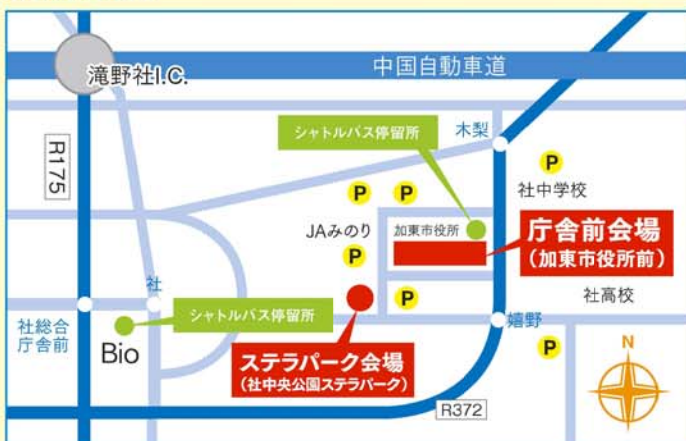 滝野社I.C.
中国自動車道
R175
シャトルバス停留所
木梨
P
社中学校
P
P
JAみのり
加東市役所
庁舎前会場
(加東市役所前)
P
社高校
P
社
シャトルバス停留所
嬉野
社総合
庁舎前
Bio
ステラパーク会場
(社中央公園ステラパーク)
P
N
R372